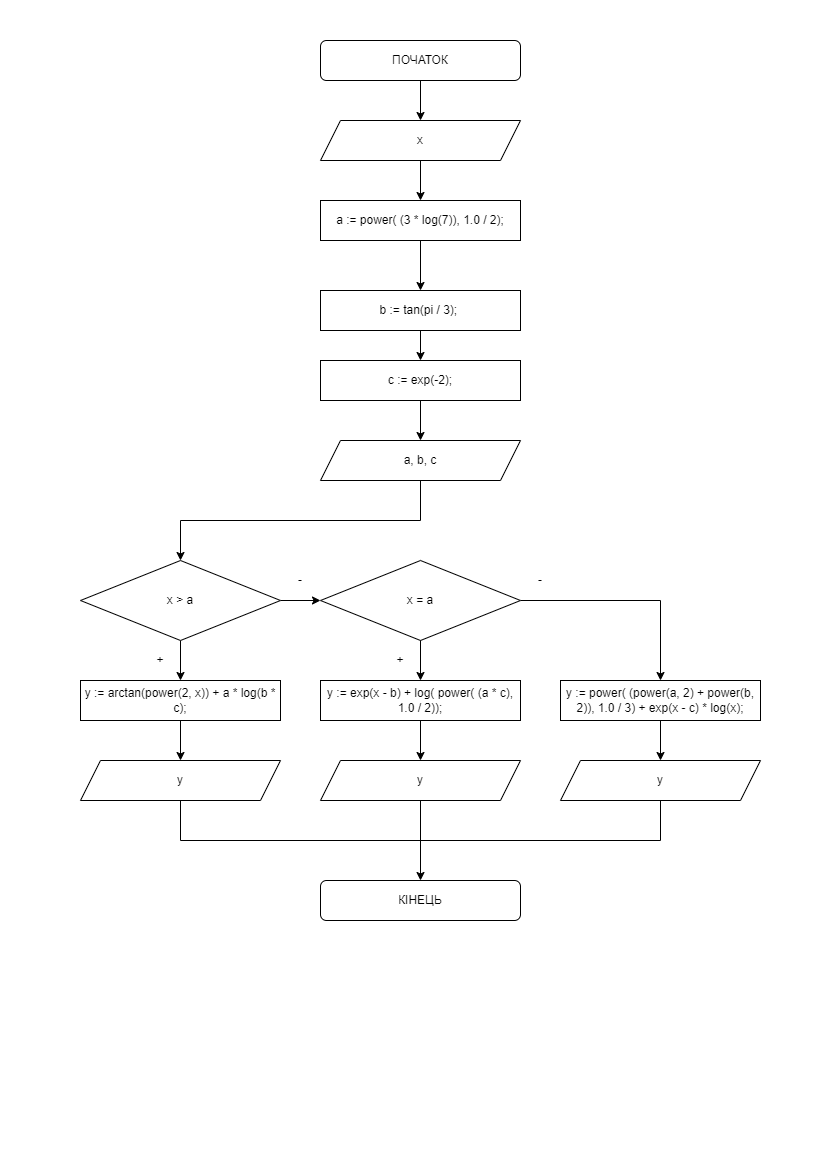 ПОЧАТОК
x
a := power( (3 * log(7)), 1.0 / 2);
b := tan(pi / 3);
c := exp(-2);
a, b, c
-
-
x > a
x = a
+
+
y := arctan(power(2, x)) + a * log(b *
c);
y := exp(x - b) + log( power( (a * c),
1.0 / 2));
y := power( (power(a, 2) + power(b,
2)), 1.0 / 3) + exp(x - c) * log(x);
y
y
y
КІНЕЦЬ